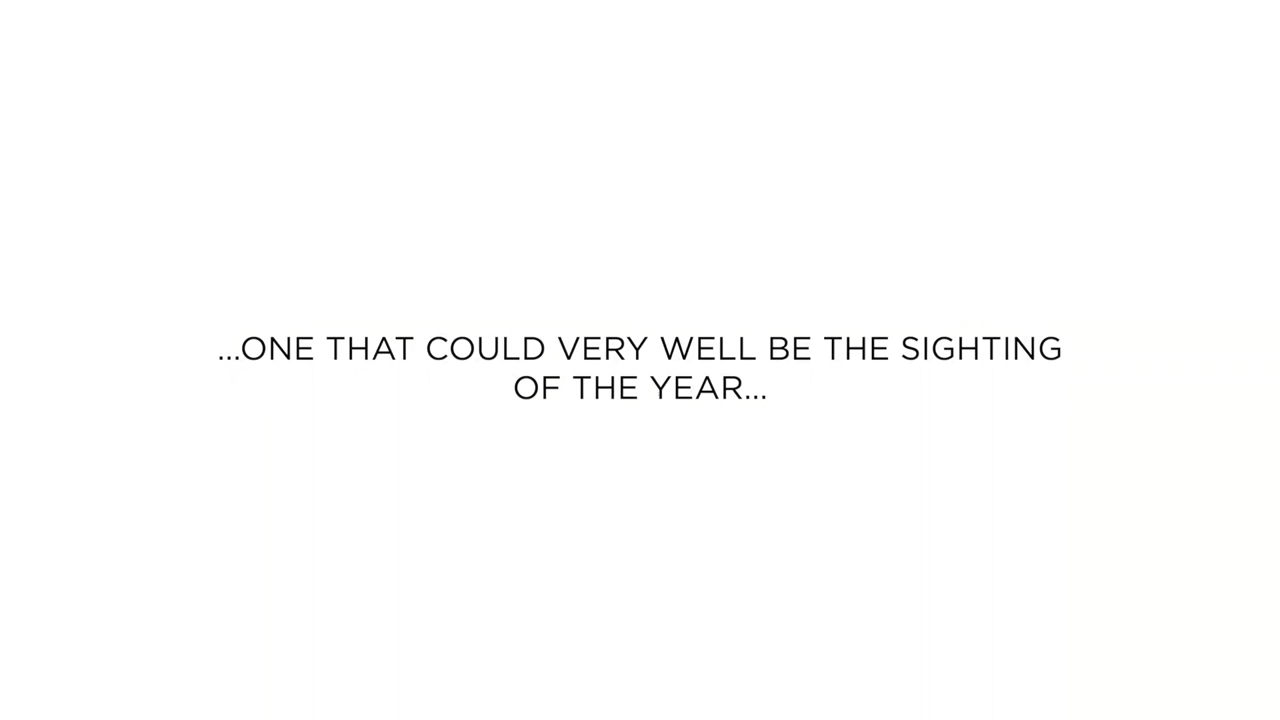 ...ONE THAT COULD VERY WELL BE THE SIGHTING
OF THE YEAR...